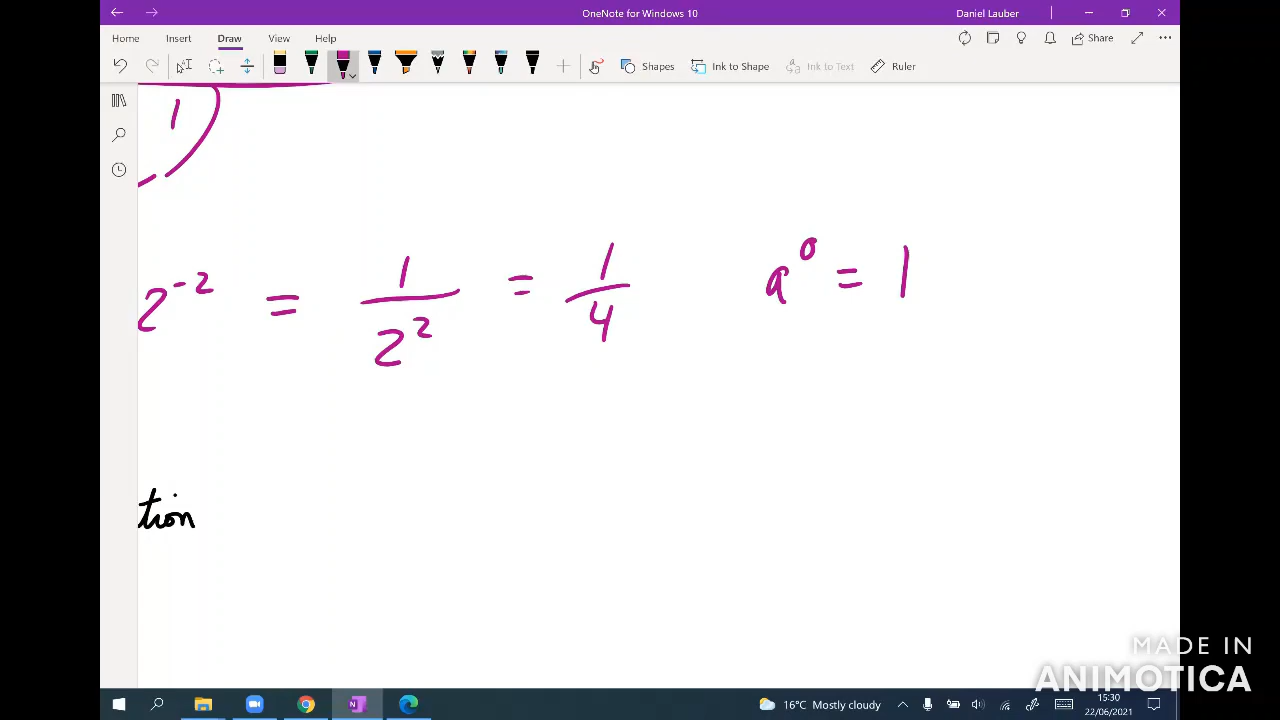 OneNote for Windows 10
Daniel Lauber
Home Insert Draw View Help
Share
Shapes Ink to Shape Ink to Text Ruler
1
2⁻² = 1/2² = 1/4 a⁰ = 1
tion
MADE IN
ANIMOTICA
16°C Mostly cloudy
15:30
22/06/2021